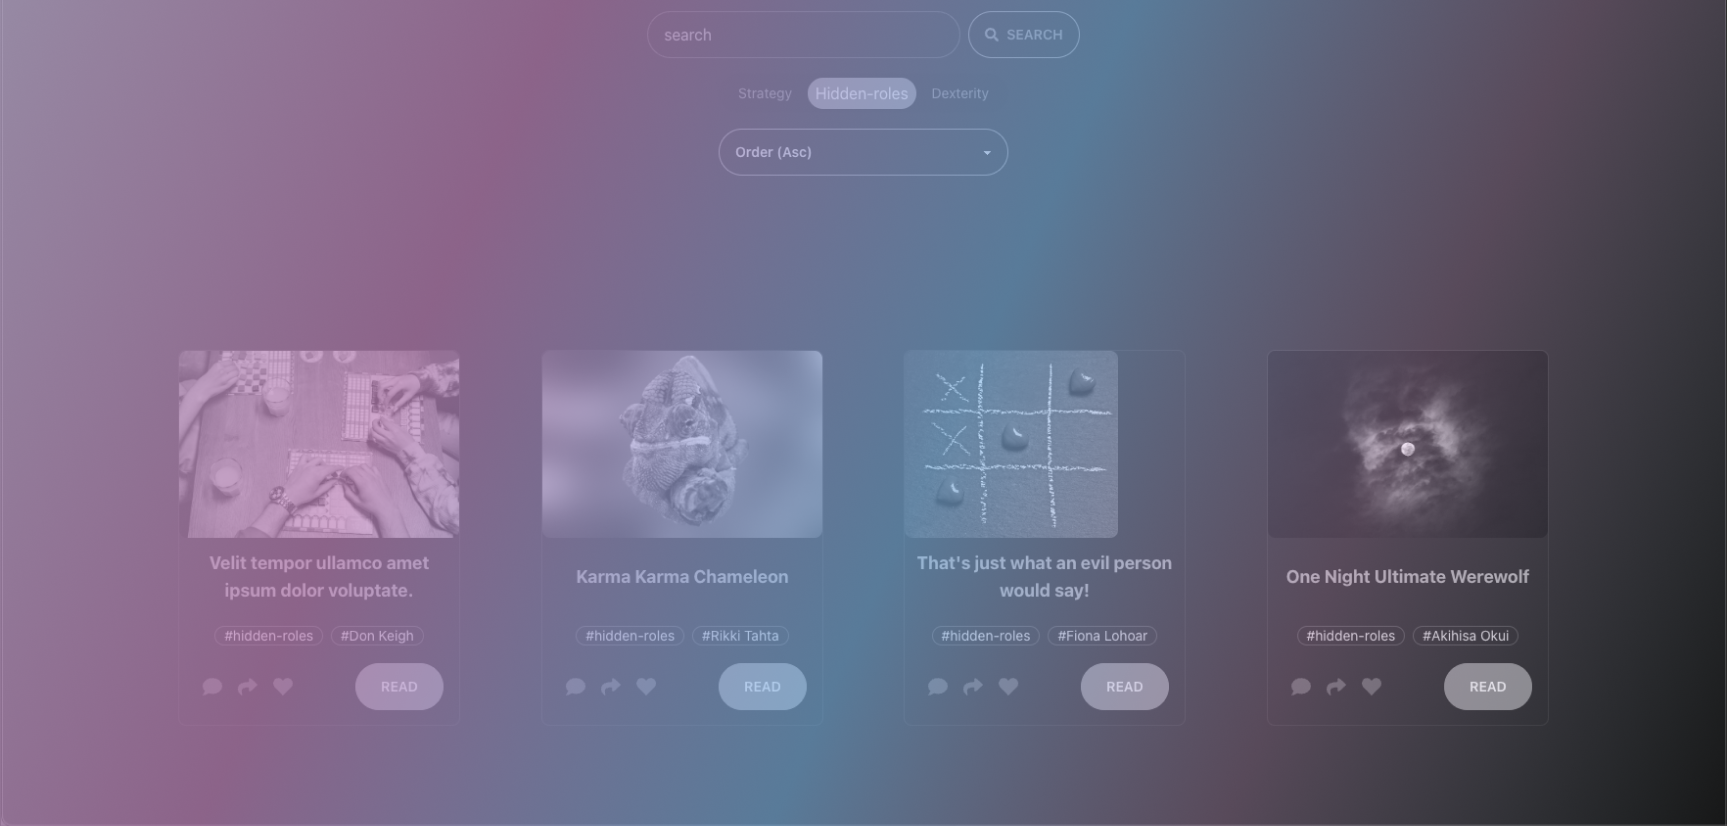 search
SEARCH
Strategy
Hidden-roles
Dexterity
Order (Asc)
Velit tempor ullamco amet
ipsum dolor voluptate.
#hidden-roles
#Don Keigh
READ
Karma Karma Chameleon
#hidden-roles
#Rikki Tahta
READ
That's just what an evil person
would say!
#hidden-roles
#Fiona Lohoar
READ
One Night Ultimate Werewolf
#hidden-roles
#Akihisa Okui
READ